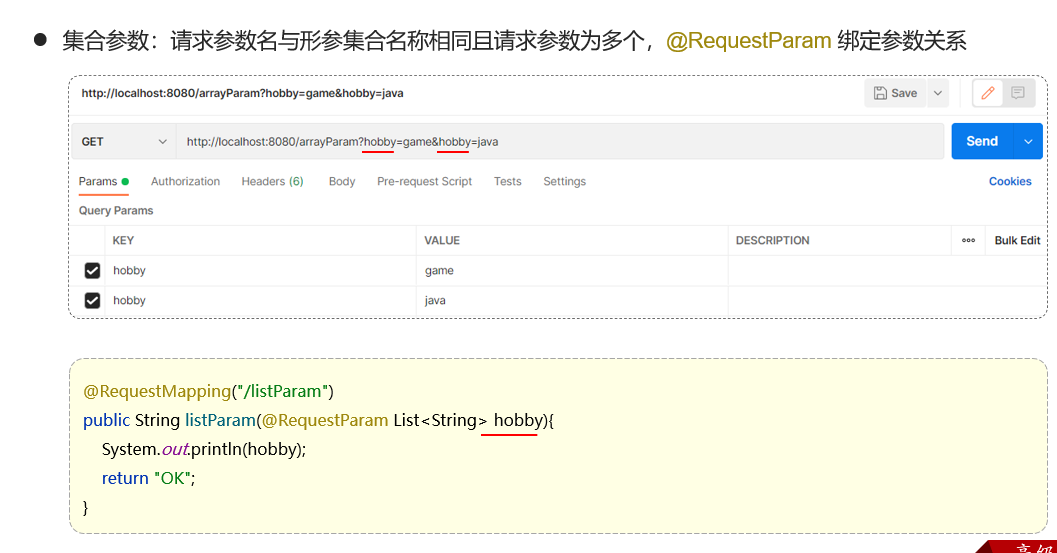 ● 集合参数：请求参数名与形参集合名称相同且请求参数为多个，@RequestParam 绑定参数关系
http://localhost:8080/arrayParam?hobby=game&hobby=java
Save
GET
http://localhost:8080/arrayParam?hobby=game&hobby=java
Send
Params
Authorization
Headers (6)
Body
Pre-request Script
Tests
Settings
Cookies
Query Params
KEY VALUE DESCRIPTION ooo Bulk Edit
hobby game
hobby java
@RequestMapping("/listParam")
public String listParam(@RequestParam List<String> hobby){
System.out.println(hobby);
return "OK";
}